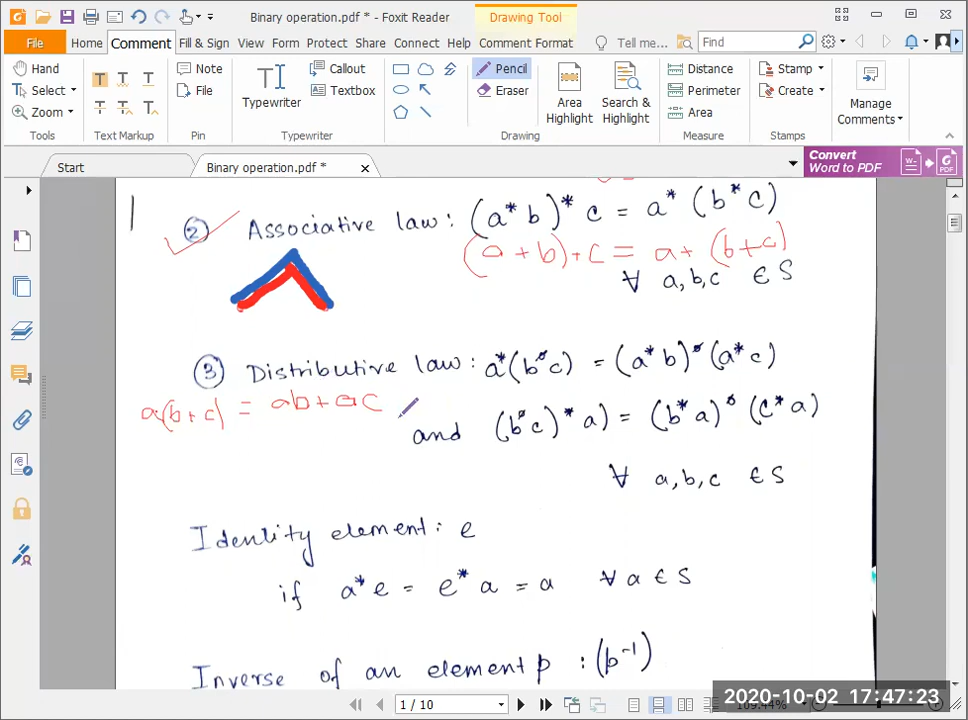 Binary operation.pdf * - Foxit Reader
Drawing Tool
File Home Comment Fill & Sign View Form Protect Share Connect Help Comment Format Tell me... Find
Hand
Select
Zoom
Tools
Text Markup
Note
File
Pin
Typewriter
Callout
Textbox
Typewriter
Pencil
Eraser
Drawing
Area Highlight
Search & Highlight
Distance
Perimeter
Area
Measure
Stamp
Create
Stamps
Manage Comments
Start
Binary operation.pdf *
Convert Word to PDF
② Associative law: (a*b)*c = a*(b*c)
(a+b)+c = a+(b+c)
∀ a,b,c ∈ S
③ Distributive law: a*(b∘c) = (a*b)∘(a*c)
a(b+c) = ab+ac
and (b∘c)*a) = (b*a)∘(c*a)
∀ a,b,c ∈ S
Identity element: e
if a*e = e*a = a ∀ a ∈ S
Inverse of an element p : (b⁻¹)
1 / 10
2020-10-02 17:47:23